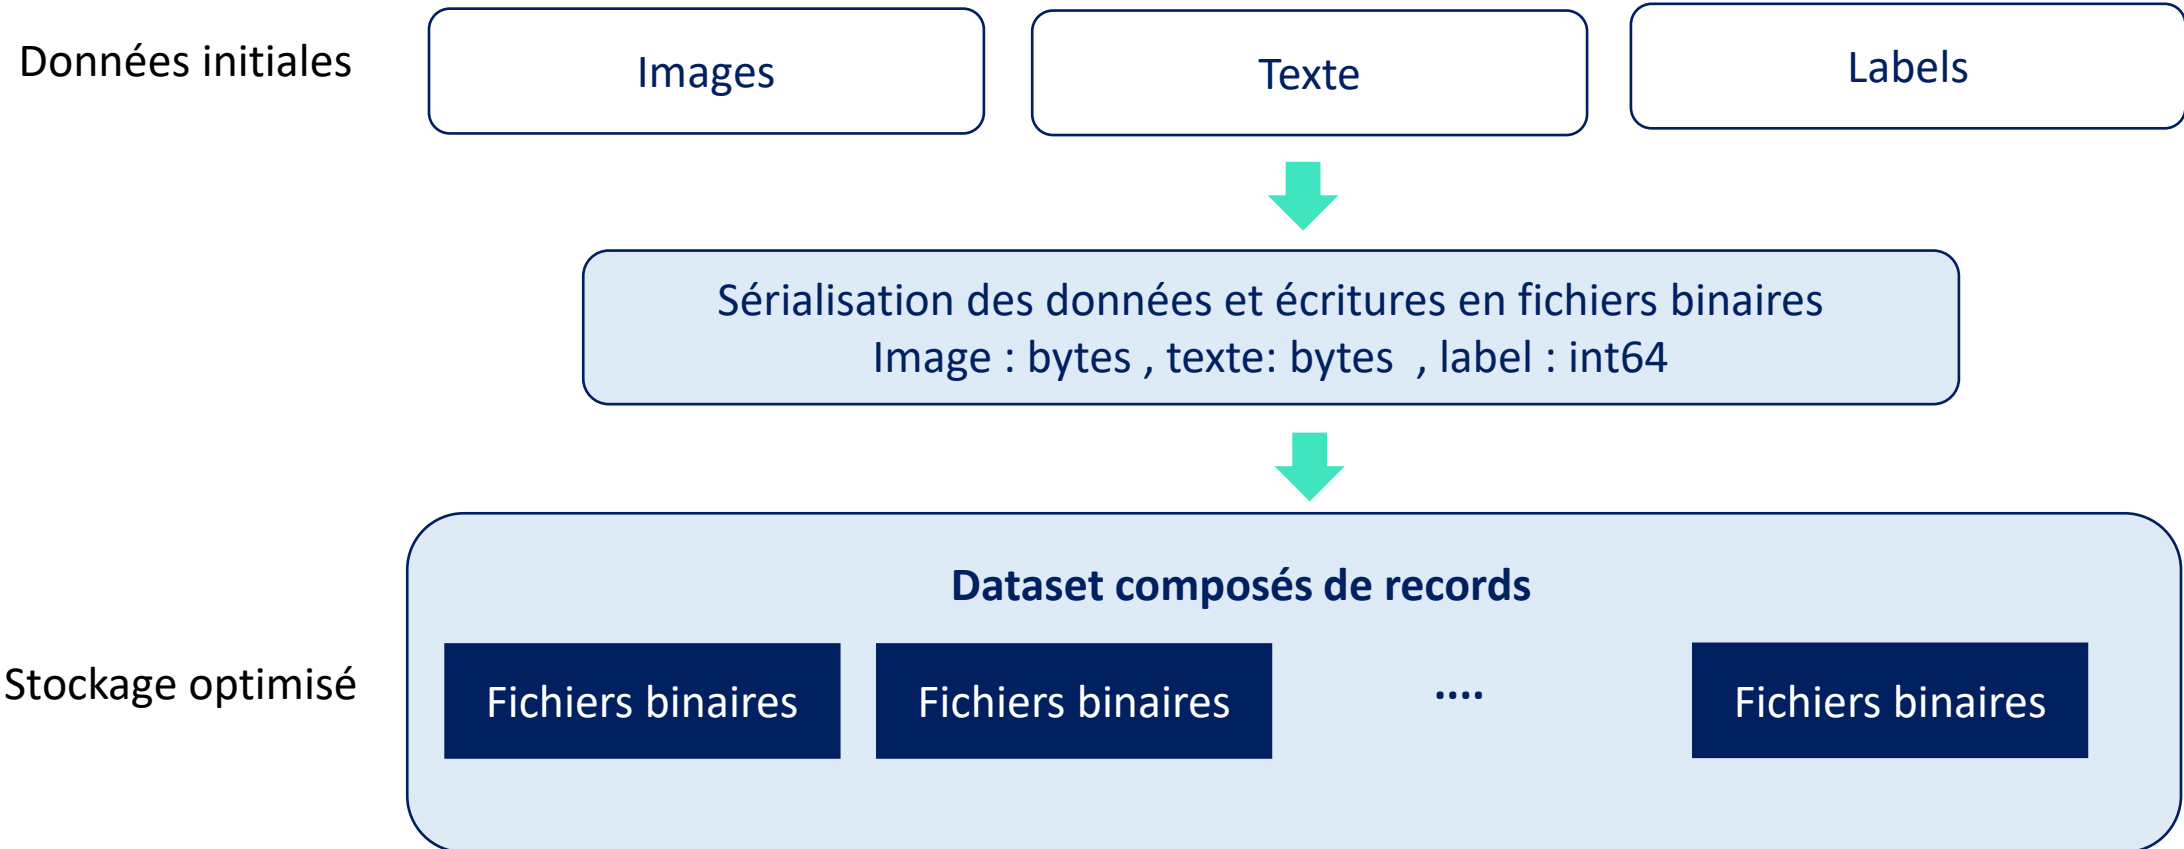 Données initiales
Images
Texte
Labels
Sérialisation des données et écritures en fichiers binaires
Image : bytes , texte: bytes  , label : int64
Dataset composés de records
Stockage optimisé
Fichiers binaires
Fichiers binaires
....
Fichiers binaires